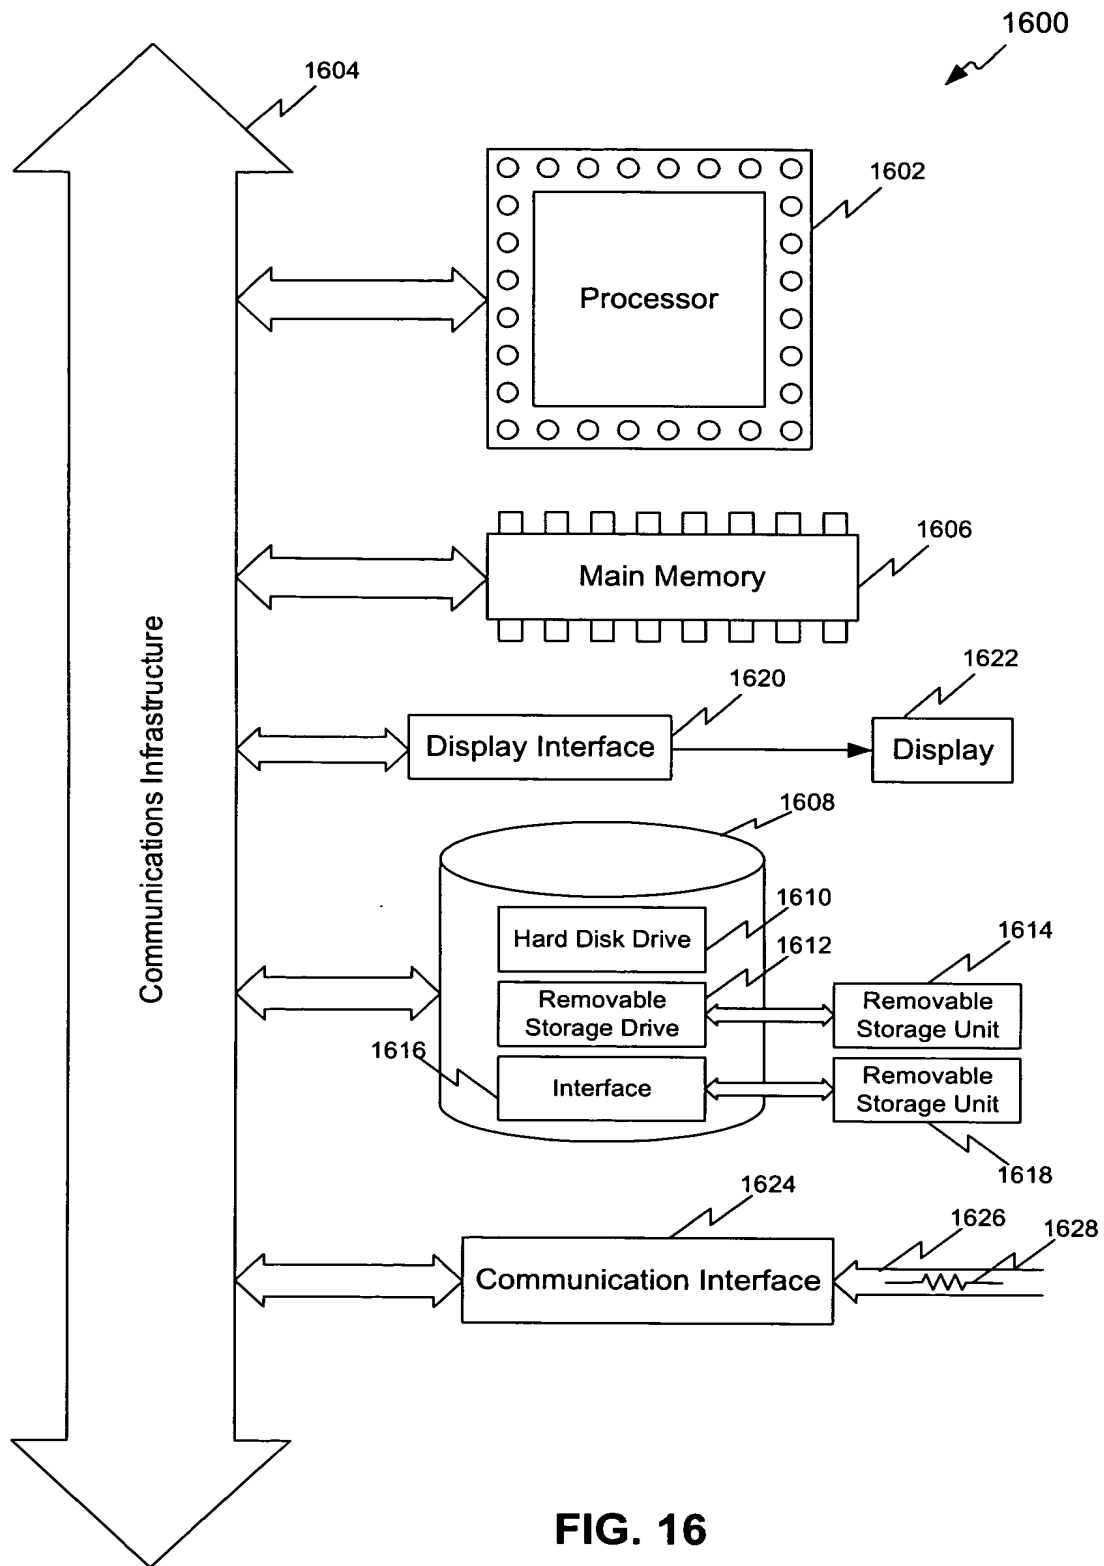 1600
1604
1602
Processor
1606
Main Memory
1620
1622
Display Interface
Display
Communications Infrastructure
1608
1610
Hard Disk Drive
1612
1614
Removable
Storage Drive
Removable
Storage Unit
1616
Interface
Removable
Storage Unit
1618
1624
1626
1628
Communication Interface
FIG. 16